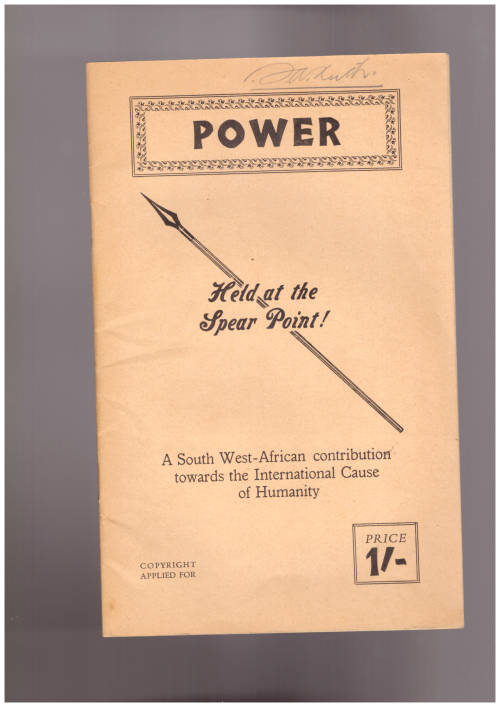 POWER
Held at the
Spear Point!
A South West-African contribution
towards the International Cause
of Humanity
COPYRIGHT
APPLIED FOR
PRICE
1/-